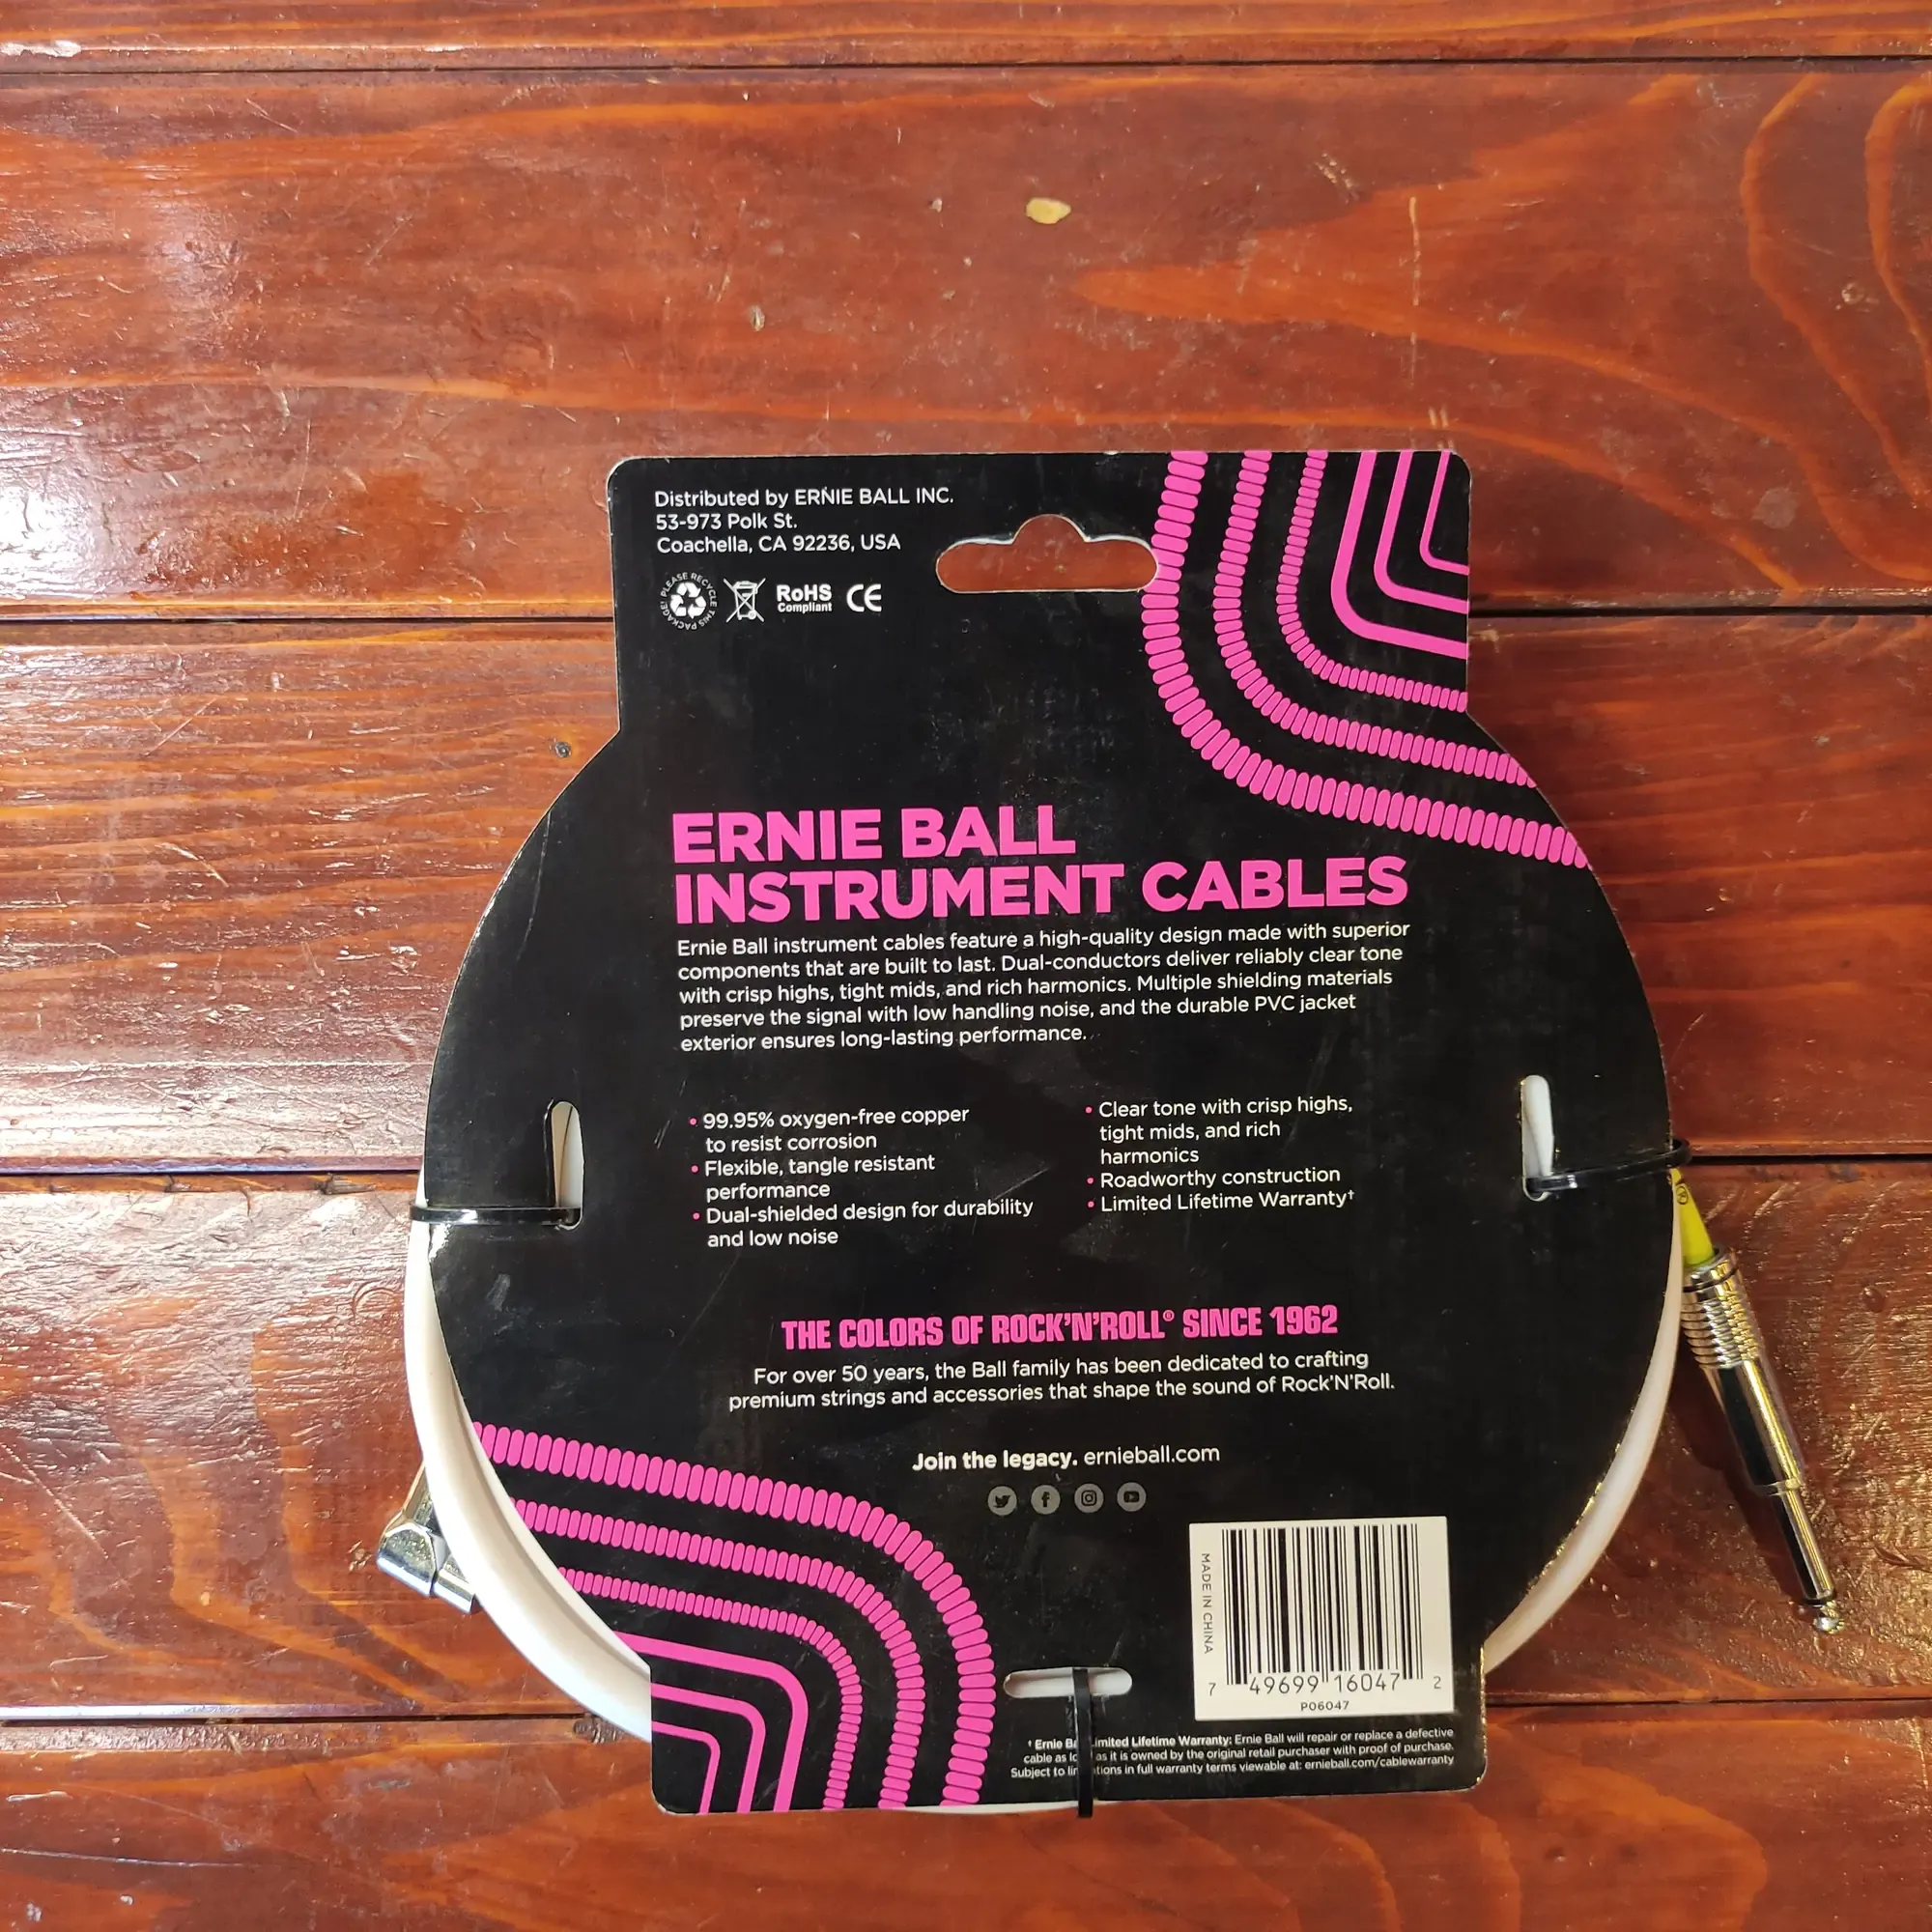 Distributed by ERNIE BALL INC.
53-973 Polk St.
Coachella, CA 92236, USA
PLEASE RECYCLE THIS PACKAGE!
RoHS
Compliant
CE
ERNIE BALL
INSTRUMENT CABLES
Ernie Ball instrument cables feature a high-quality design made with superior
components that are built to last. Dual-conductors deliver reliably clear tone
with crisp highs, tight mids, and rich harmonics. Multiple shielding materials
preserve the signal with low handling noise, and the durable PVC jacket
exterior ensures long-lasting performance.
• 99.95% oxygen-free copper
to resist corrosion
• Flexible, tangle resistant
performance
• Dual-shielded design for durability
and low noise
• Clear tone with crisp highs,
tight mids, and rich
harmonics
• Roadworthy construction
• Limited Lifetime Warranty†
THE COLORS OF ROCK'N'ROLL® SINCE 1962
For over 50 years, the Ball family has been dedicated to crafting
premium strings and accessories that shape the sound of Rock'N'Roll.
Join the legacy. ernieball.com
MADE IN CHINA
7 49699 16047 2
P06047
† Ernie Limited Lifetime Warranty: Ernie Ball will repair or replace a defective
cable as as it is owned by the original retail purchaser with proof of purchase.
Subject to in full warranty terms viewable at: ernieball.com/cablewarranty